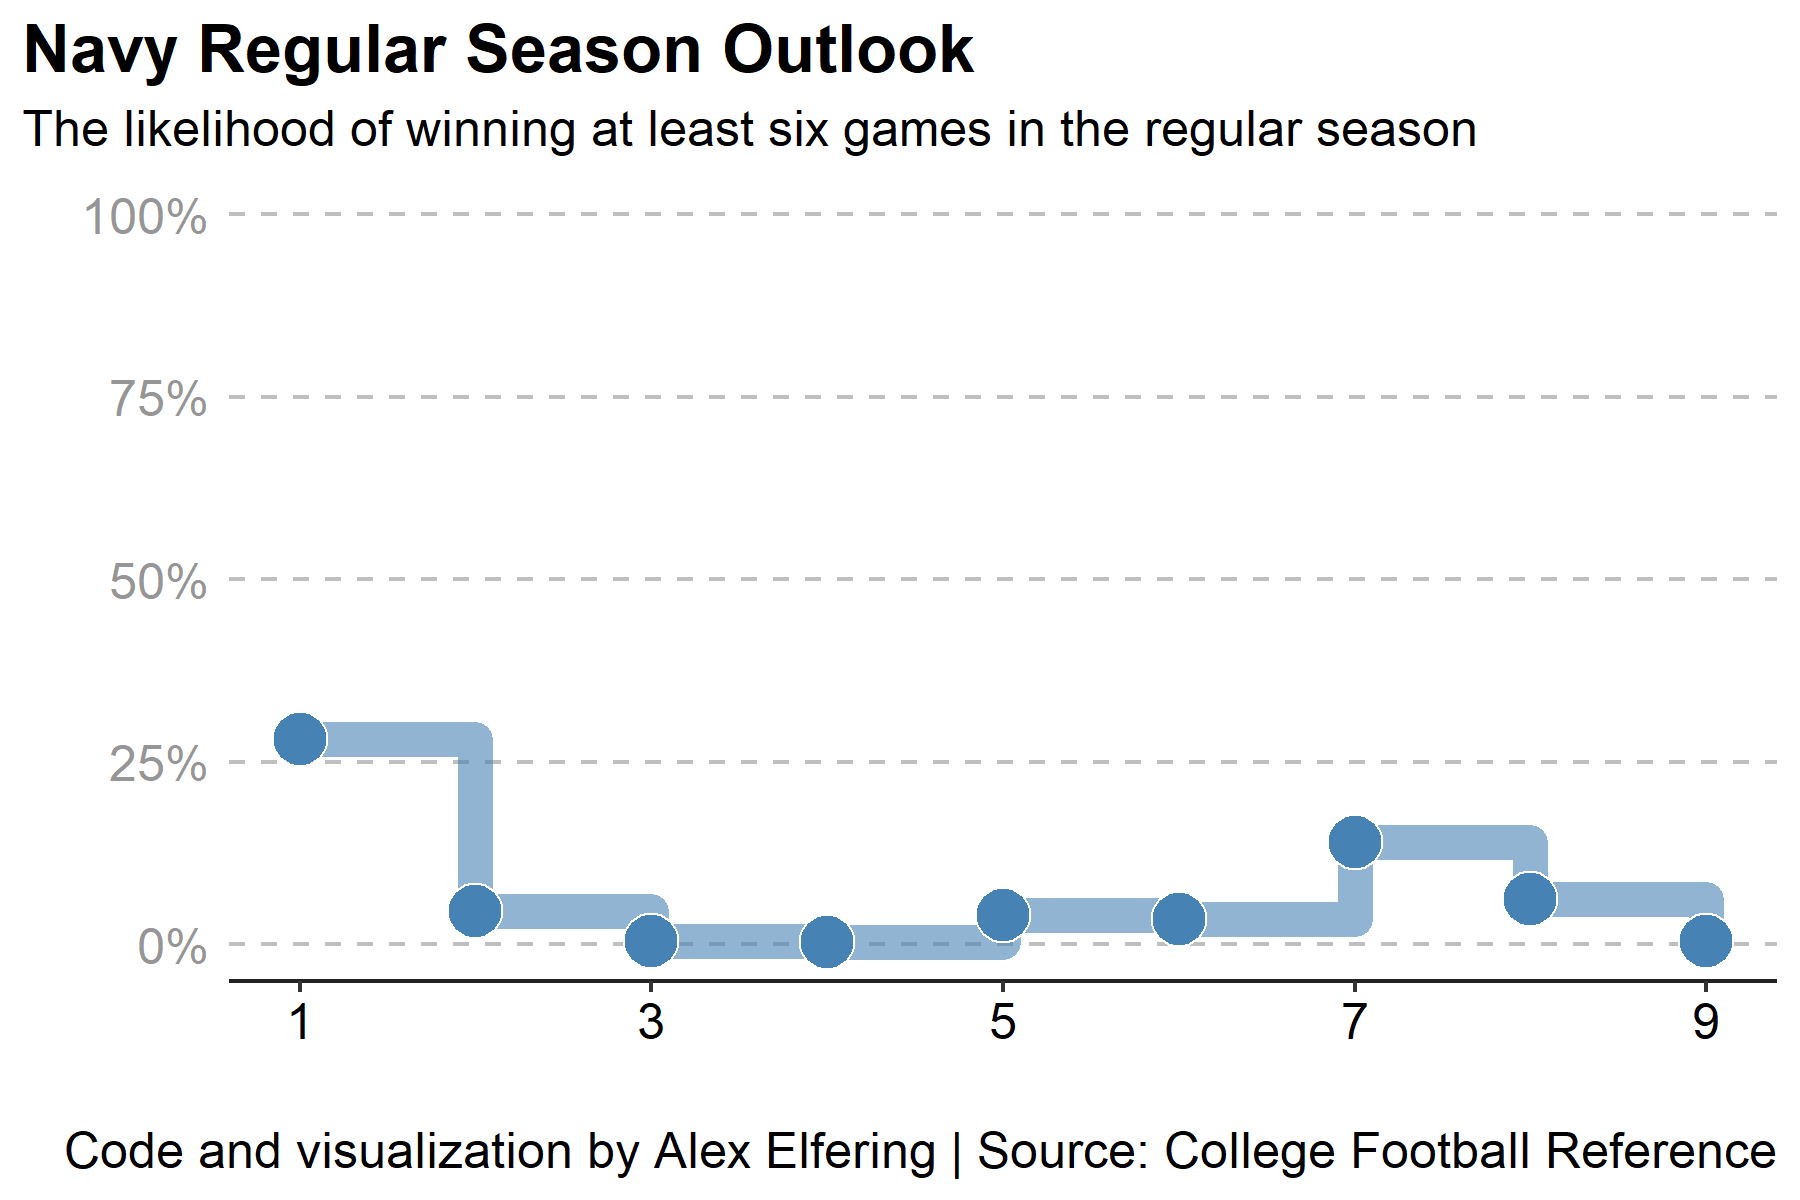 Navy Regular Season Outlook
The likelihood of winning at least six games in the regular season
100%
75%
50%
25%
0%
1 3 5 7 9
Code and visualization by Alex Elfering | Source: College Football Reference